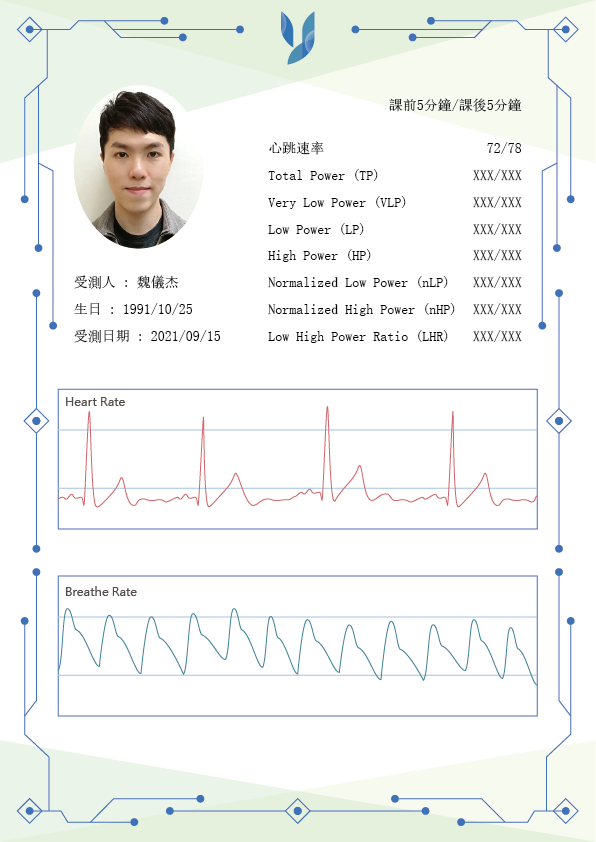 課前5分鐘/課後5分鐘
心跳速率 72/78
Total Power (TP) XXX/XXX
Very Low Power (VLP) XXX/XXX
Low Power (LP) XXX/XXX
High Power (HP) XXX/XXX
受測人 : 魏儀杰
Normalized Low Power (nLP) XXX/XXX
生日 : 1991/10/25
Normalized High Power (nHP) XXX/XXX
受測日期 : 2021/09/15
Low High Power Ratio (LHR) XXX/XXX
Heart Rate
Breathe Rate